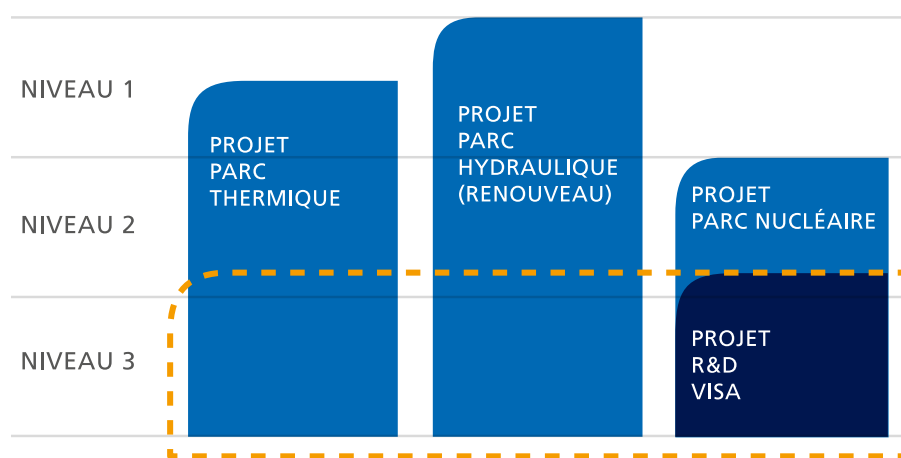 NIVEAU 1
PROJET
PARC
THERMIQUE
PROJET
PARC
HYDRAULIQUE
(RENOUVEAU)
NIVEAU 2
PROJET
PARC NUCLÉAIRE
NIVEAU 3
PROJET
R&D
VISA